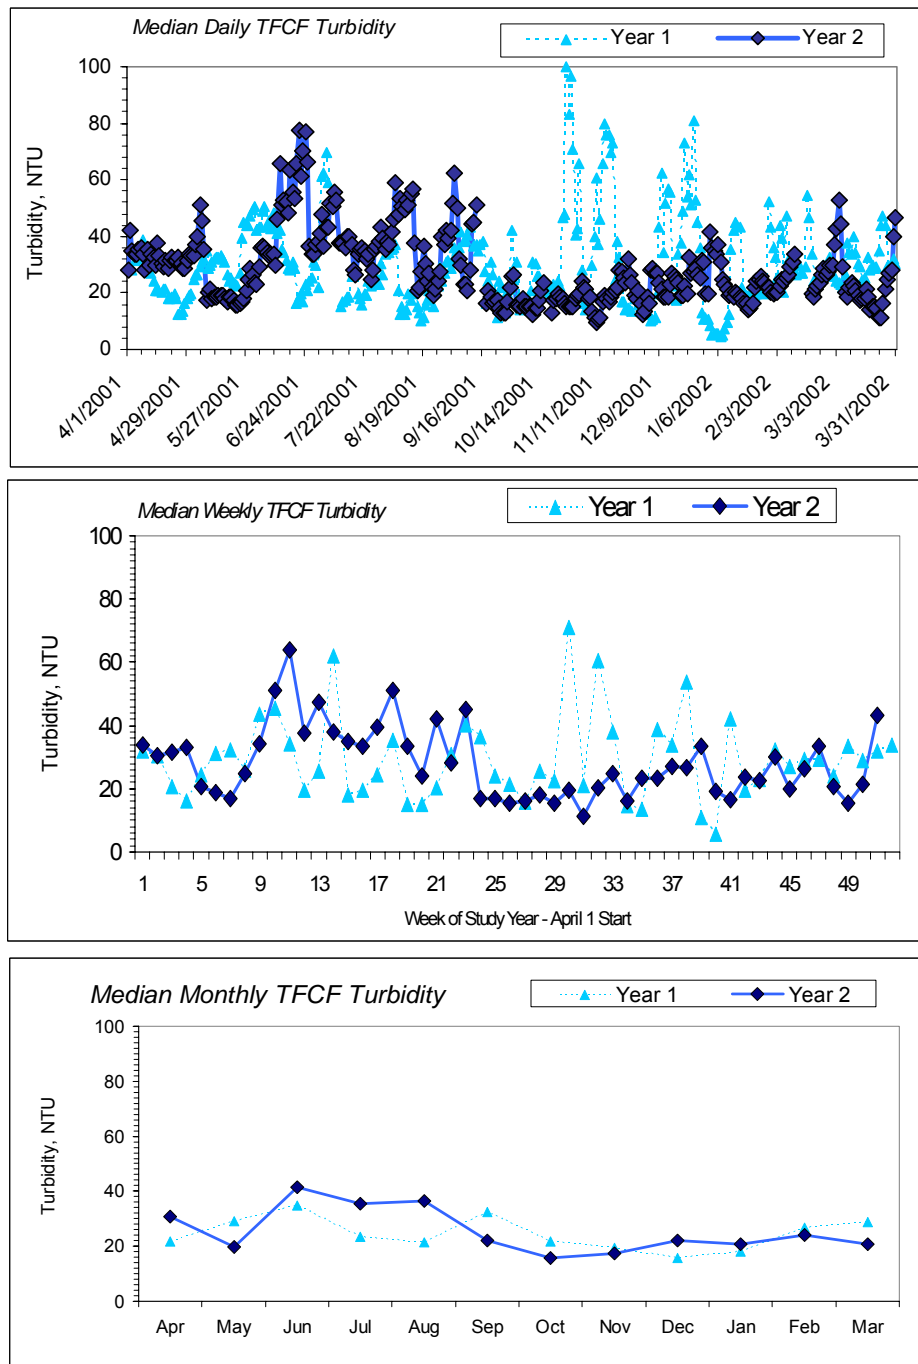 Median Daily TFCF Turbidity
Year 1 Year 2
Turbidity, NTU
100
80
60
40
20
0
4/1/2001 4/29/2001 5/27/2001 6/24/2001 7/22/2001 8/19/2001 9/16/2001 10/14/2001 11/11/2001 12/9/2001 1/6/2002 2/3/2002 3/3/2002 3/31/2002
Median Weekly TFCF Turbidity
Year 1 Year 2
Turbidity, NTU
100
80
60
40
20
0
1 5 9 13 17 21 25 29 33 37 41 45 49
Week of Study Year - April 1 Start
Median Monthly TFCF Turbidity
Year 1 Year 2
Turbidity, NTU
100
80
60
40
20
0
Apr May Jun Jul Aug Sep Oct Nov Dec Jan Feb Mar